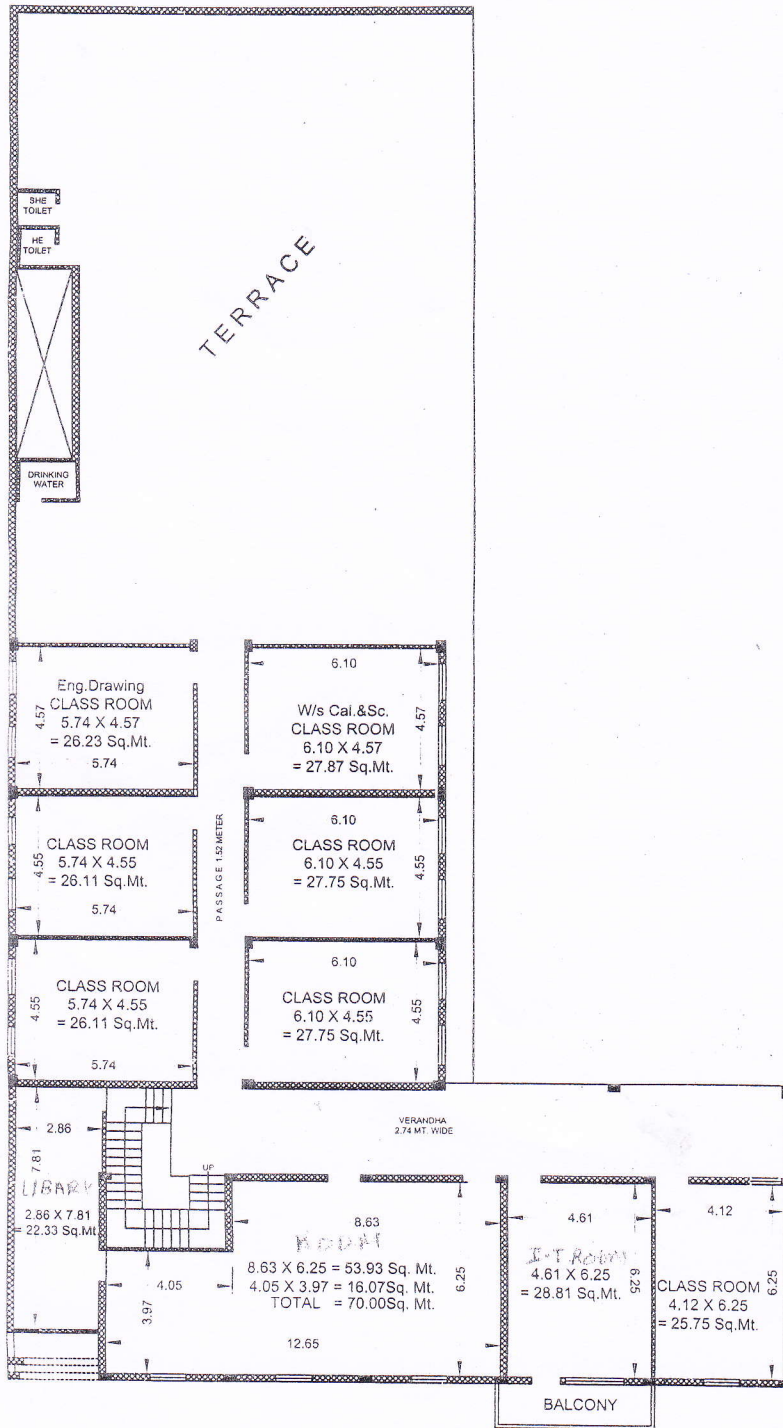 SHE
TOILET
HE
TOILET
TERRACE
DRINKING
WATER
Eng.Drawing
CLASS ROOM
5.74 X 4.57
= 26.23 Sq.Mt.
4.57
5.74
6.10
W/s Cal.&Sc.
CLASS ROOM
6.10 X 4.57
= 27.87 Sq.Mt.
4.57
CLASS ROOM
5.74 X 4.55
= 26.11 Sq.Mt.
4.55
5.74
PASSAGE 1.52 METER
6.10
CLASS ROOM
6.10 X 4.55
= 27.75 Sq.Mt.
4.55
CLASS ROOM
5.74 X 4.55
= 26.11 Sq.Mt.
4.55
5.74
6.10
CLASS ROOM
6.10 X 4.55
= 27.75 Sq.Mt.
4.55
2.86
7.81
LIBARY
2.86 X 7.81
= 22.33 Sq.Mt.
UP
VERANDHA
2.74 MT. WIDE
8.63
ROOM
8.63 X 6.25 = 53.93 Sq. Mt.
4.05 X 3.97 = 16.07Sq. Mt.
TOTAL = 70.00Sq. Mt.
6.25
4.05
3.97
12.65
4.61
I-T ROOM
4.61 X 6.25
= 28.81 Sq.Mt.
6.25
4.12
CLASS ROOM
4.12 X 6.25
= 25.75 Sq.Mt.
6.25
BALCONY